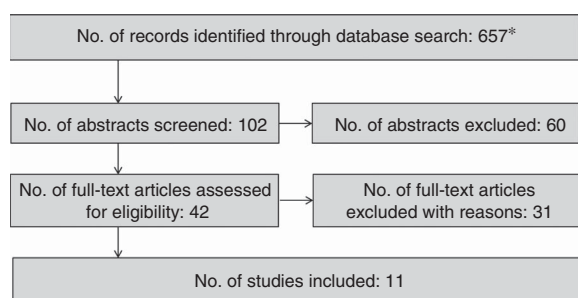 No. of records identified through database search: 657*
No. of abstracts screened: 102
No. of abstracts excluded: 60
No. of full-text articles assessed
for eligibility: 42
No. of full-text articles
excluded with reasons: 31
No. of studies included: 11